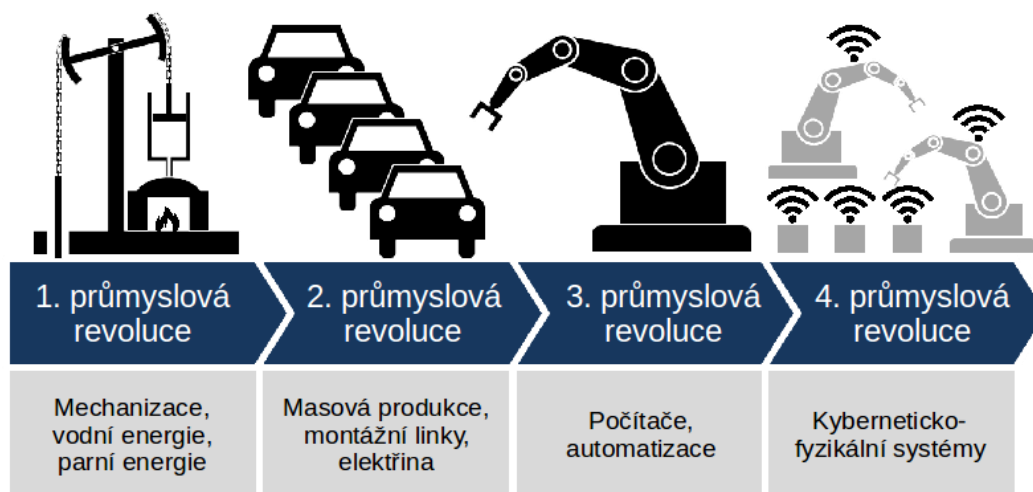 1. průmyslová
revoluce
2. průmyslová
revoluce
3. průmyslová
revoluce
4. průmyslová
revoluce
Mechanizace,
vodní energie,
parní energie
Masová produkce,
montážní linky,
elektřina
Počítače,
automatizace
Kyberneticko-
fyzikální systémy